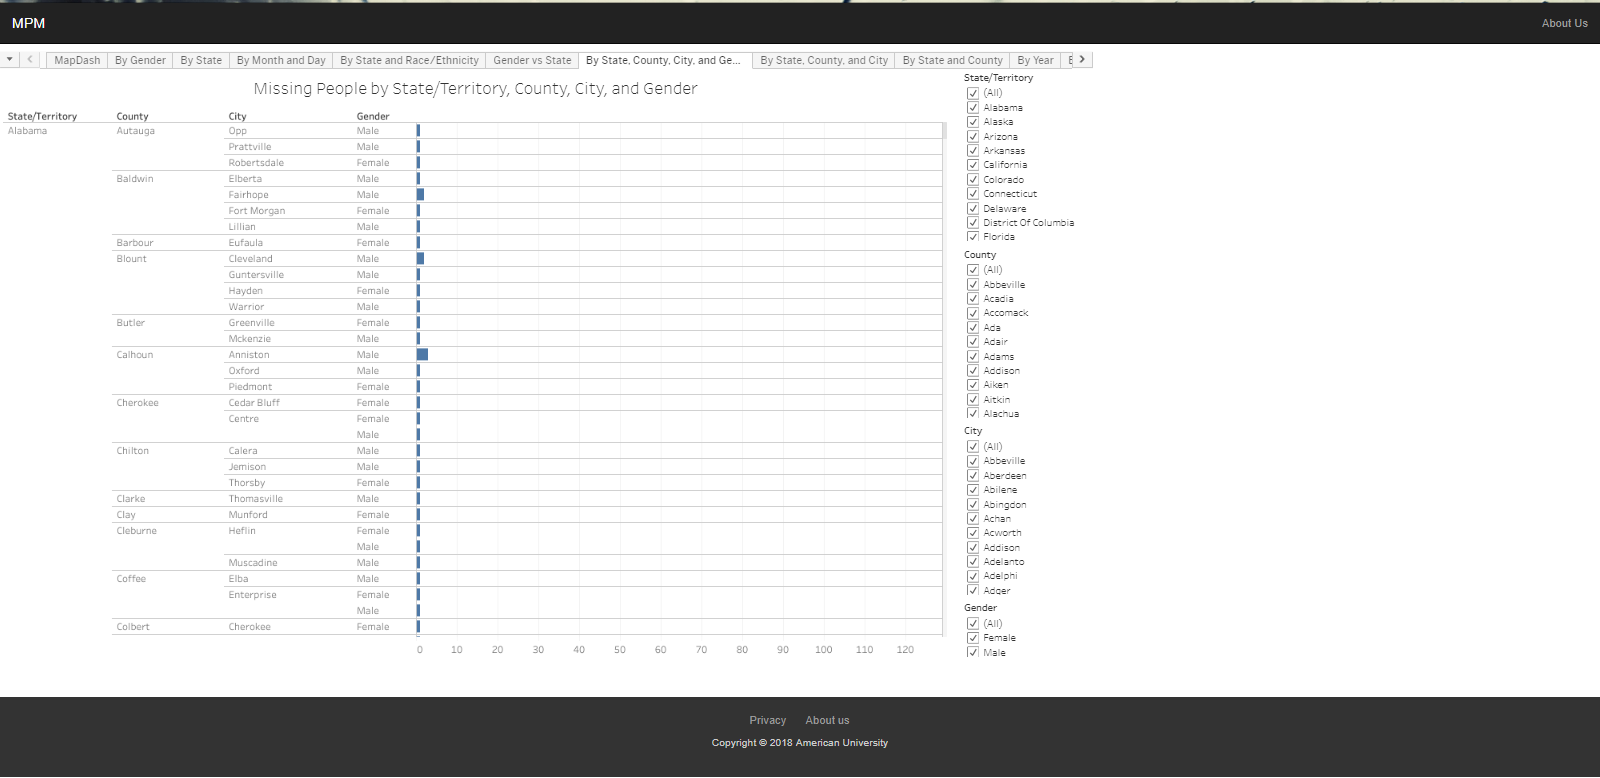 MPM About Us
MapDash By Gender By State By Month and Day By State and Race/Ethnicity Gender vs State By State, County, City, and Ge... By State, County, and City By State and County By Year
Missing People by State/Territory, County, City, and Gender
State/Territory County City Gender
Alabama Autauga Opp Male
Prattville Male
Robertsdale Female
Baldwin Elberta Male
Fairhope Male
Fort Morgan Female
Lillian Male
Barbour Eufaula Female
Blount Cleveland Male
Guntersville Male
Hayden Female
Warrior Male
Butler Greenville Female
Mckenzie Male
Calhoun Anniston Male
Oxford Male
Piedmont Female
Cherokee Cedar Bluff Female
Centre Female
Male
Chilton Calera Male
Jemison Male
Thorsby Female
Clarke Thomasville Male
Clay Munford Female
Cleburne Heflin Female
Male
Muscadine Male
Coffee Elba Male
Enterprise Female
Male
Colbert Cherokee Female
0 10 20 30 40 50 60 70 80 90 100 110 120
State/Territory
(All)
Alabama
Alaska
Arizona
Arkansas
California
Colorado
Connecticut
Delaware
District Of Columbia
Florida
County
(All)
Abbeville
Acadia
Accomack
Ada
Adair
Adams
Addison
Aiken
Aitkin
Alachua
City
(All)
Abbeville
Aberdeen
Abilene
Abingdon
Achan
Acworth
Addison
Adelanto
Adelphi
Adger
Gender
(All)
Female
Male
Privacy About us
Copyright © 2018 American University